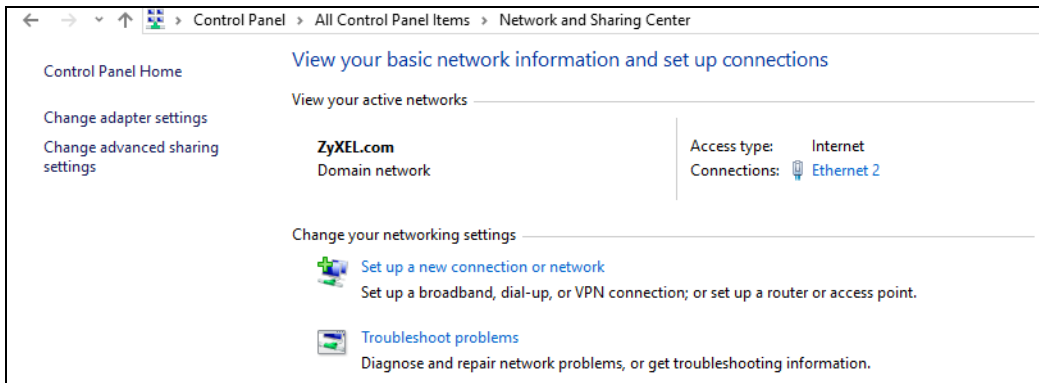 Control Panel > All Control Panel Items > Network and Sharing Center
Control Panel Home
Change adapter settings
Change advanced sharing
settings
View your basic network information and set up connections
View your active networks
ZyXEL.com
Domain network
Access type: Internet
Connections: Ethernet 2
Change your networking settings
Set up a new connection or network
Set up a broadband, dial-up, or VPN connection; or set up a router or access point.
Troubleshoot problems
Diagnose and repair network problems, or get troubleshooting information.